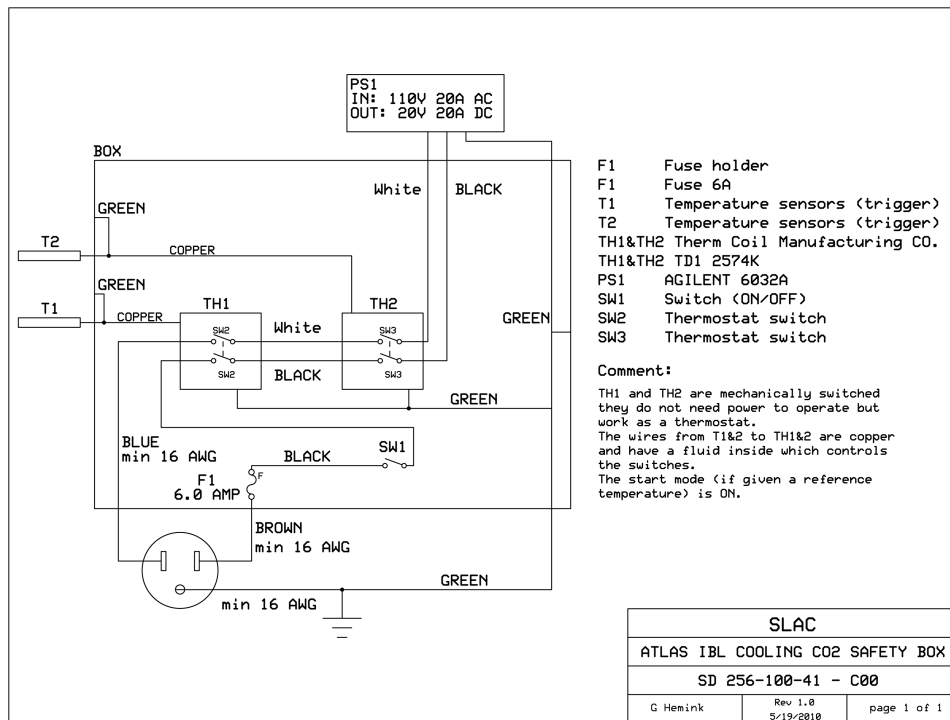 PS1
IN: 110V 20A AC
OUT: 20V 20A DC
BOX
White
BLACK
GREEN
T2
COPPER
GREEN
T1
COPPER
TH1
TH2
GREEN
SW2
White
SW3
SW2
BLACK
SW3
GREEN
BLUE
min 16 AWG
BLACK
SW1
F1
F
6.0 AMP
BROWN
min 16 AWG
GREEN
min 16 AWG
F1 Fuse holder
F1 Fuse 6A
T1 Temperature sensors (trigger)
T2 Temperature sensors (trigger)
TH1&TH2 Therm Coil Manufacturing CO.
TH1&TH2 TD1 2574K
PS1 AGILENT 6032A
SW1 Switch (ON/OFF)
SW2 Thermostat switch
SW3 Thermostat switch
Comment:
TH1 and TH2 are mechanically switched
they do not need power to operate but
work as a thermostat.
The wires from T1&2 to TH1&2 are copper
and have a fluid inside which controls
the switches.
The start mode (if given a reference
temperature) is ON.
SLAC
ATLAS IBL COOLING CO2 SAFETY BOX
SD 256-100-41 - C00
G Hemink
Rev 1.0
5/19/2010
page 1 of 1